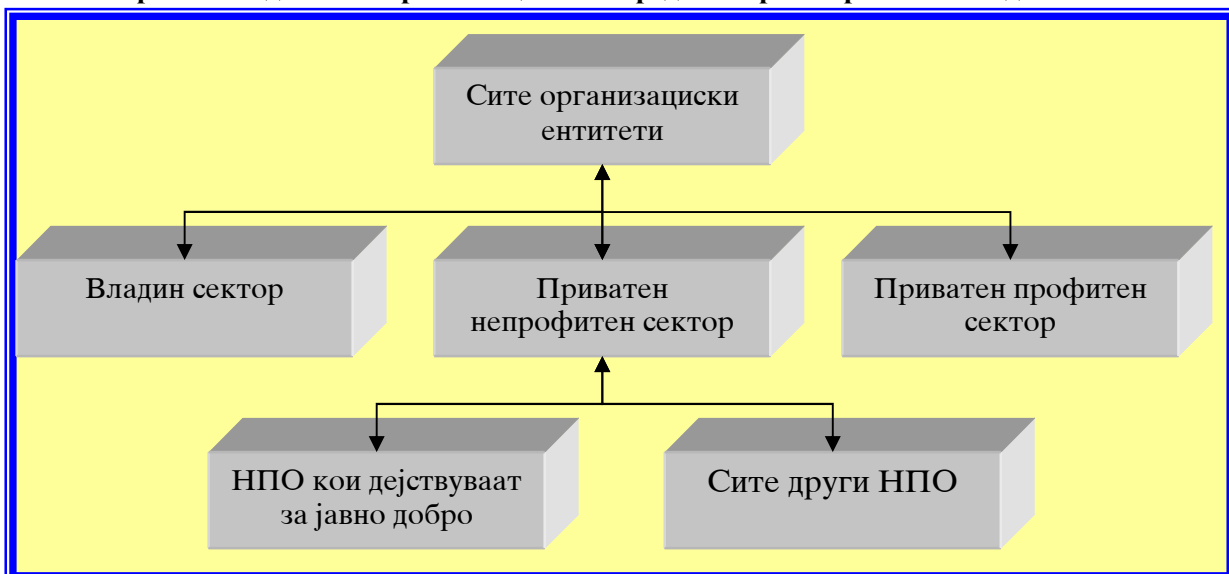 Сите организациски
ентитети
Владин сектор
Приватен
непрофитен сектор
Приватен профитен
сектор
НПО кои дејствуваат
за јавно добро
Сите други НПО